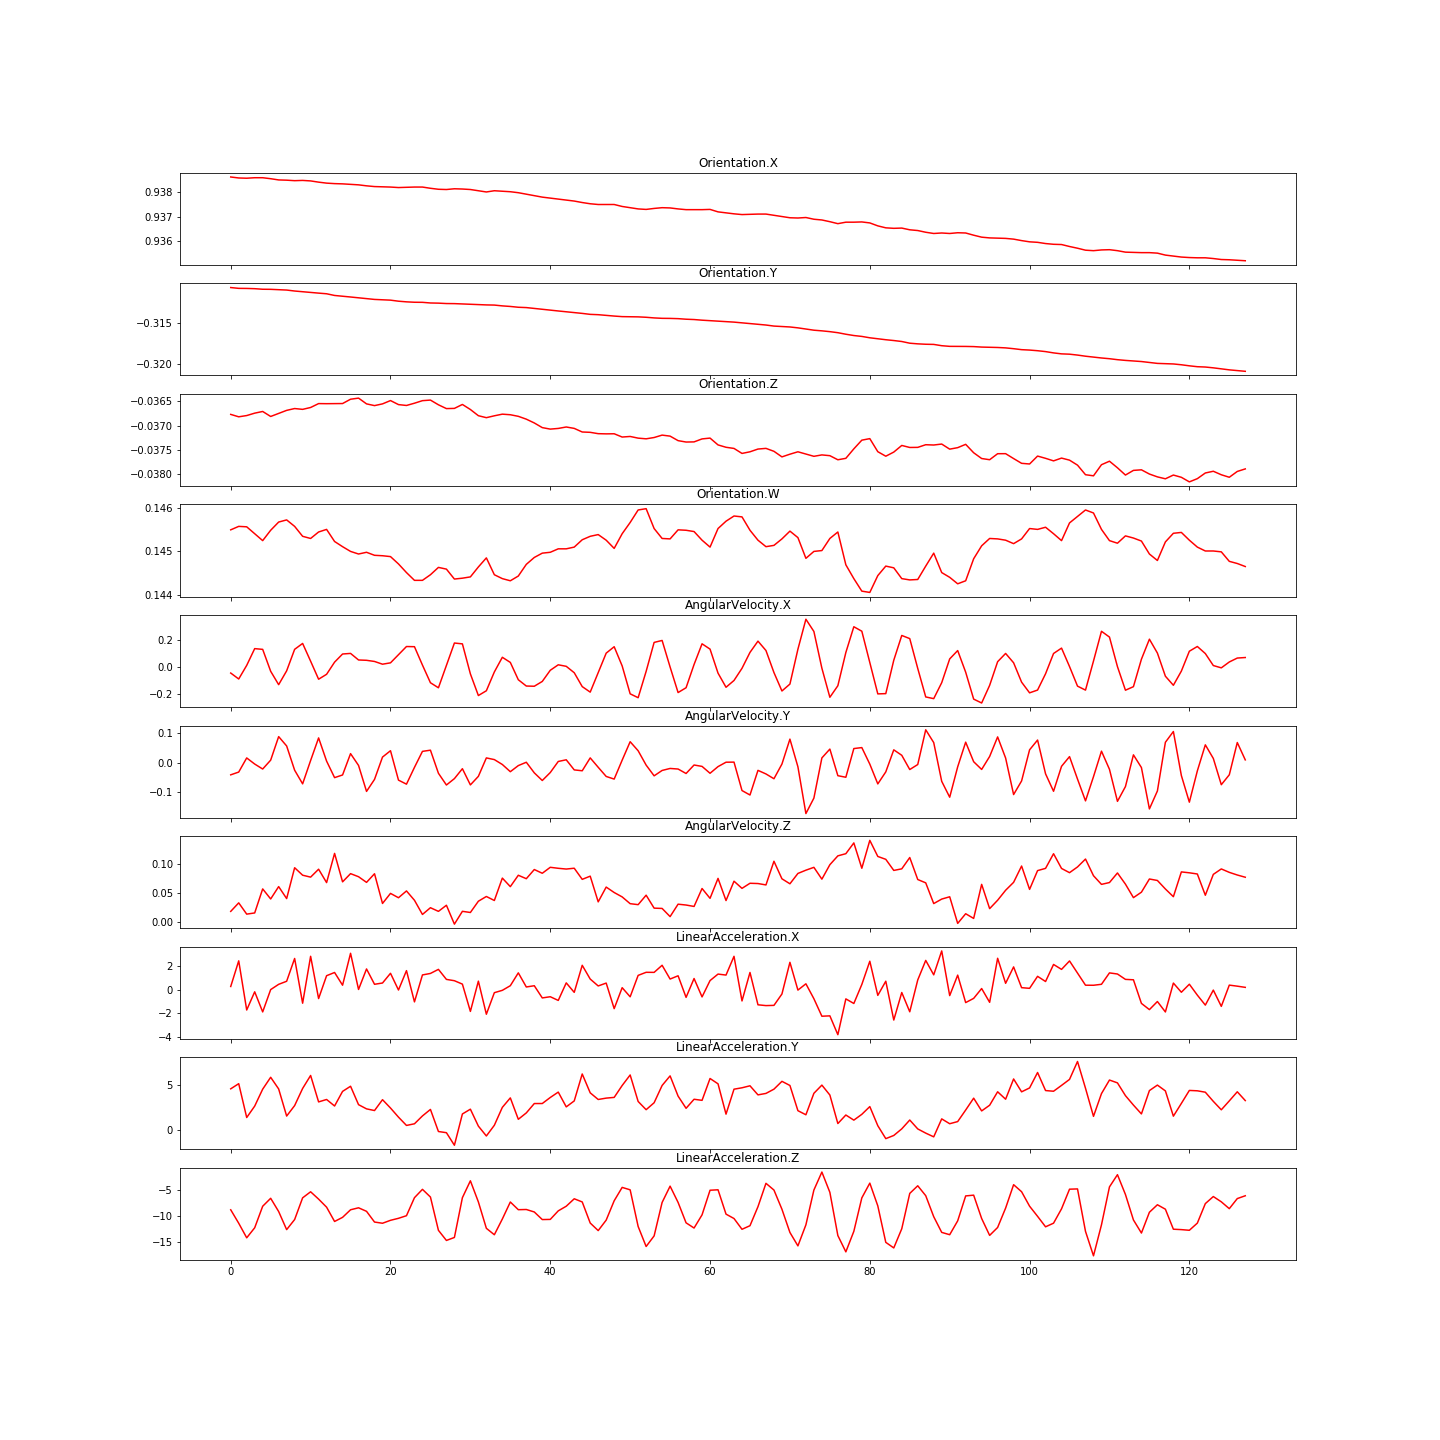 Orientation.X
0.938
0.937
0.936
Orientation.Y
−0.315
−0.320
Orientation.Z
−0.0365
−0.0370
−0.0375
−0.0380
Orientation.W
0.146
0.145
0.144
AngularVelocity.X
0.2
0.0
−0.2
AngularVelocity.Y
0.1
0.0
−0.1
AngularVelocity.Z
0.10
0.05
0.00
LinearAcceleration.X
2
0
−2
−4
LinearAcceleration.Y
5
0
LinearAcceleration.Z
−5
−10
−15
0 20 40 60 80 100 120